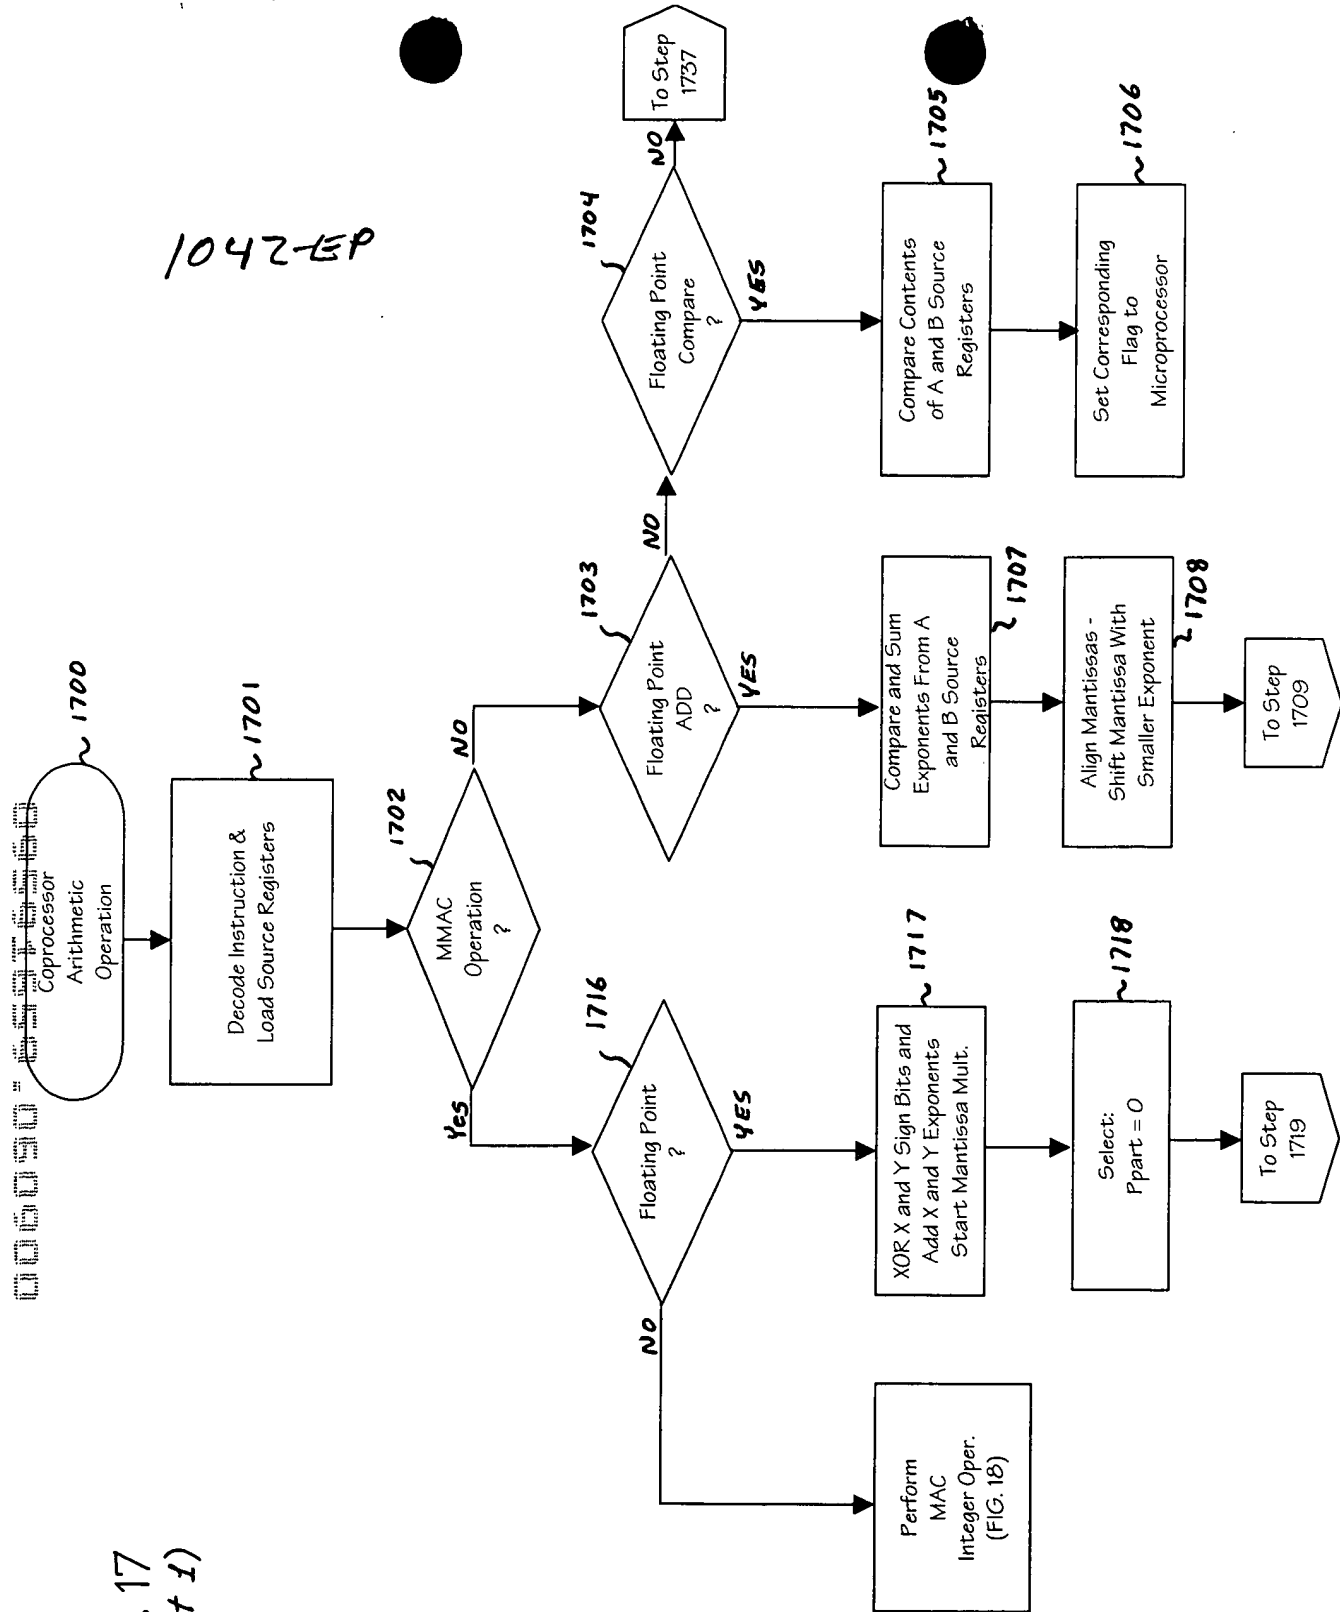 1042-EP
Coprocessor
Arithmetic
Operation
1700
Decode Instruction &
Load Source Registers
1701
MMAC
Operation
?
1702
Yes
NO
Floating Point
?
1716
NO
YES
Perform
MAC
Integer Oper.
(FIG. 18)
XOR X and Y Sign Bits and
Add X and Y Exponents
Start Mantissa Mult.
1717
Select:
Ppart = 0
1718
To Step
1719
Floating Point
ADD
?
1703
NO
YES
Compare and Sum
Exponents From A
and B Source
Registers
1707
Align Mantissas -
Shift Mantissa With
Smaller Exponent
1708
To Step
1709
Floating Point
Compare
?
1704
NO
YES
To Step
1737
Compare Contents
of A and B Source
Registers
1705
Set Corresponding
Flag to
Microprocessor
1706
17
1)